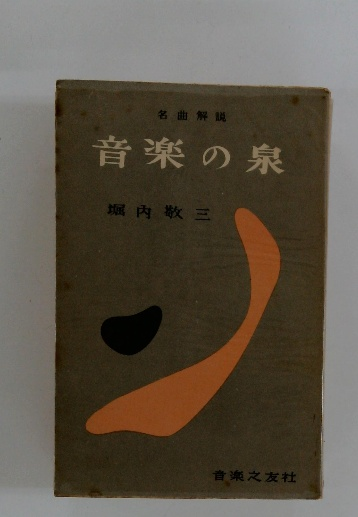 名曲解説
音楽の泉
堀内敬三
音楽之友社